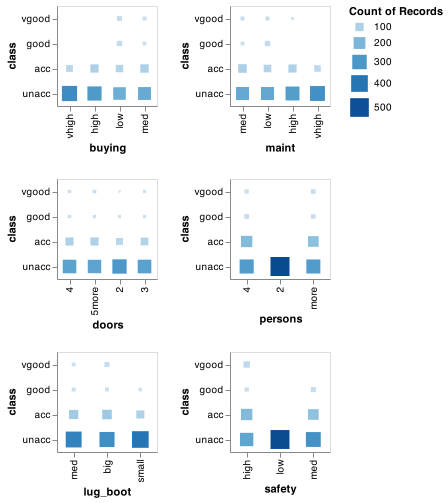 Count of Records
100
200
300
400
500
class
vgood
good
acc
unacc
vhigh
high
low
med
buying
class
vgood
good
acc
unacc
med
low
high
vhigh
maint
class
vgood
good
acc
unacc
4
5more
2
3
doors
class
vgood
good
acc
unacc
4
2
more
persons
class
vgood
good
acc
unacc
med
big
small
lug_boot
class
vgood
good
acc
unacc
high
low
med
safety